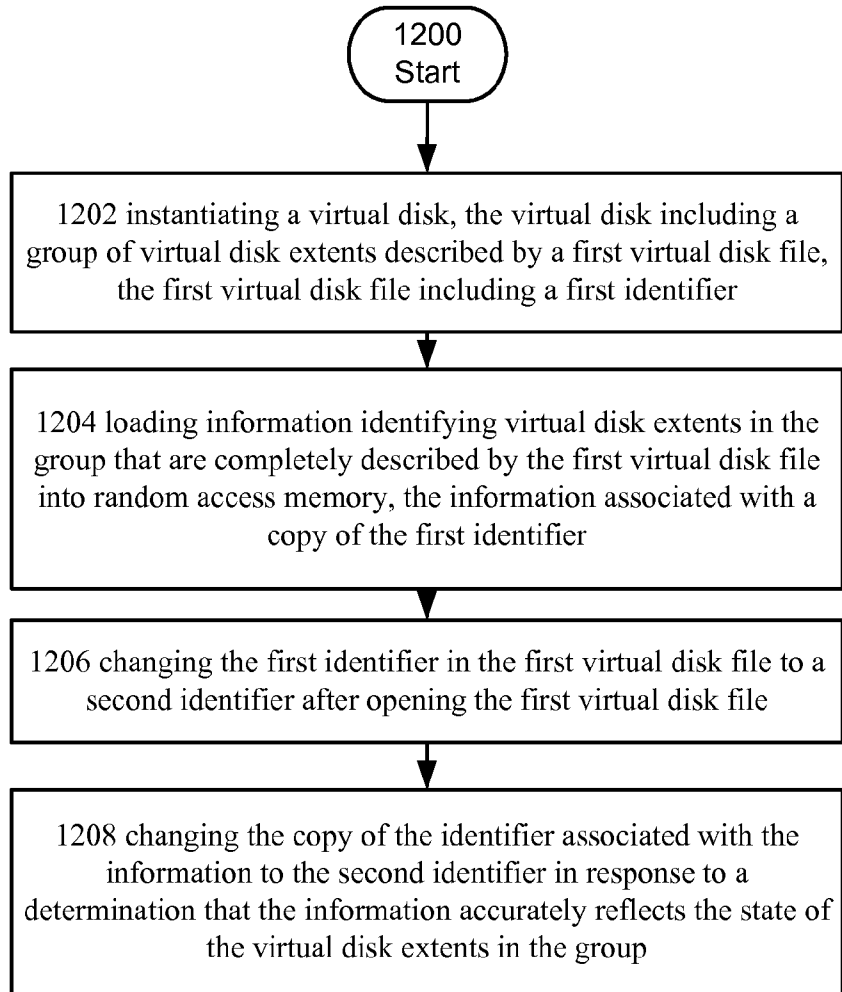 1200
Start
1202 instantiating a virtual disk, the virtual disk including a
group of virtual disk extents described by a first virtual disk file,
the first virtual disk file including a first identifier
1204 loading information identifying virtual disk extents in the
group that are completely described by the first virtual disk file
into random access memory, the information associated with a
copy of the first identifier
1206 changing the first identifier in the first virtual disk file to a
second identifier after opening the first virtual disk file
1208 changing the copy of the identifier associated with the
information to the second identifier in response to a
determination that the information accurately reflects the state of
the virtual disk extents in the group